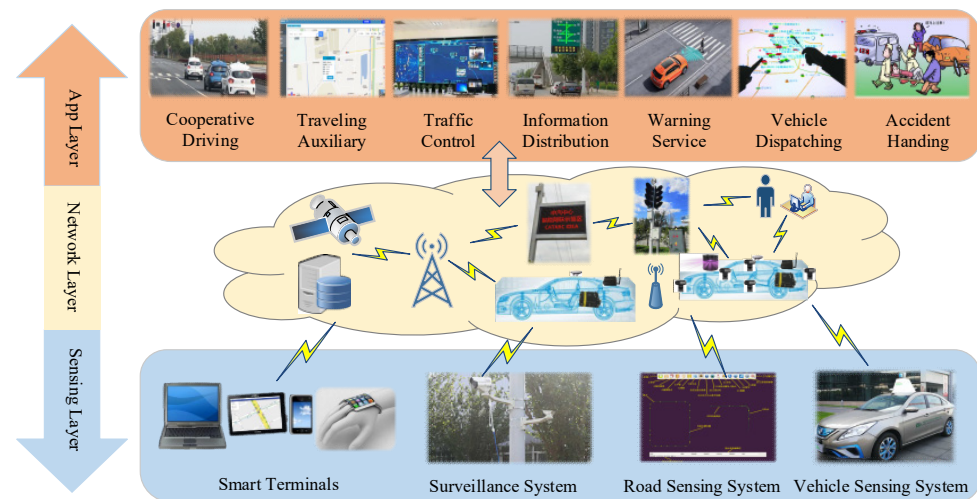 App Layer
Network Layer
Sensing Layer
Cooperative
Driving
Traveling
Auxiliary
Traffic
Control
Information
Distribution
Warning
Service
Vehicle
Dispatching
Accident
Handing
Smart Terminals
Surveillance System
Road Sensing System
Vehicle Sensing System